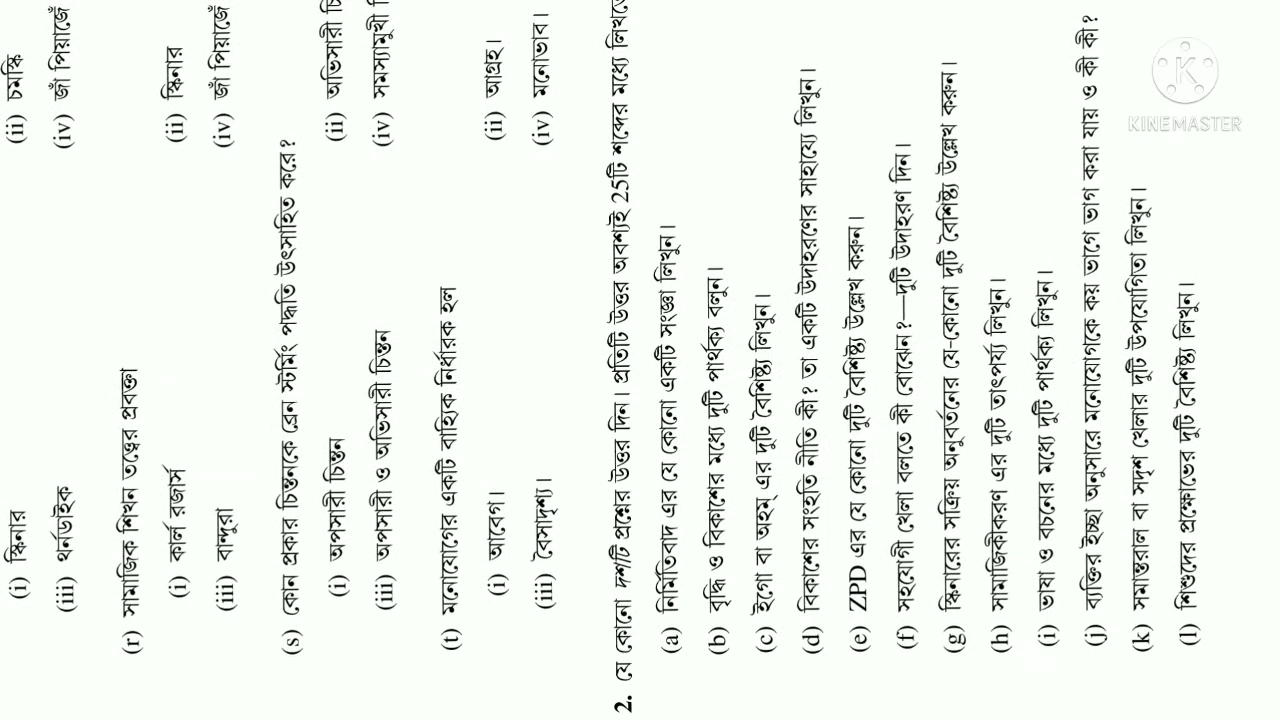 (i) স্কিনার (ii) চমস্কি
(iii) থর্নডাইক (iv) জাঁ পিয়াজেঁ
(r) সামাজিক শিখন তত্ত্বের প্রবক্তা
(i) কার্ল রজার্স (ii) স্কিনার
(iii) বান্দুরা (iv) জাঁ পিয়াজেঁ
(s) কোন প্রকার চিন্তনকে ব্রেন স্টর্মিং পদ্ধতি উৎসাহিত করে?
(i) অপসারী চিন্তন (ii) অভিসারী
(iii) অপসারী ও অভিসারী চিন্তন (iv) সমস্যামুখী
(t) মনোযোগের একটি বাহ্যিক নির্ধারক হল
(i) আবেগ। (ii) আগ্রহ।
(iii) বৈসাদৃশ্য। (iv) মনোভাব।
2. যে কোনো দশটি প্রশ্নের উত্তর দিন। প্রতিটি উত্তর অবশ্যই 25টি শব্দের মধ্যে
(a) নির্মিতিবাদ এর যে কোনো একটি সংজ্ঞা লিখুন।
(b) বৃদ্ধি ও বিকাশের মধ্যে দুটি পার্থক্য বলুন।
(c) ইগো বা অহম্ এর দুটি বৈশিষ্ট্য লিখুন।
(d) বিকাশের সংহতি নীতি কী? তা একটি উদাহরণের সাহায্যে লিখুন।
(e) ZPD এর যে কোনো দুটি বৈশিষ্ট্য উল্লেখ করুন।
(f) সহযোগী খেলা বলতে কী বোঝেন?—দুটি উদাহরণ দিন।
(g) স্কিনারের সক্রিয় অনুবর্তনের যে-কোনো দুটি বৈশিষ্ট্য উল্লেখ করুন।
(h) সামাজিকীকরণ এর দুটি তাৎপর্য লিখুন।
(i) ভাষা ও বচনের মধ্যে দুটি পার্থক্য লিখুন।
(j) ব্যক্তির ইচ্ছা অনুসারে মনোযোগকে কয় ভাগে ভাগ করা যায় ও কী কী?
(k) সমান্তরাল বা সদৃশ খেলার দুটি উপযোগিতা লিখুন।
(l) শিশুদের প্রক্ষোভের দুটি বৈশিষ্ট্য লিখুন।
KINEMASTER